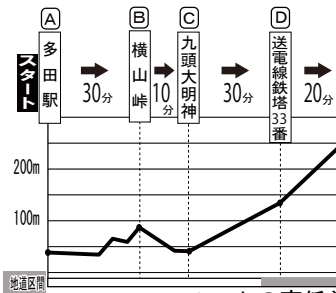 A B C D
スタート
多田駅
30分
横山峠
10分
九頭大明神
30分
送電線鉄塔33番
20分
200m
100m
地道区間